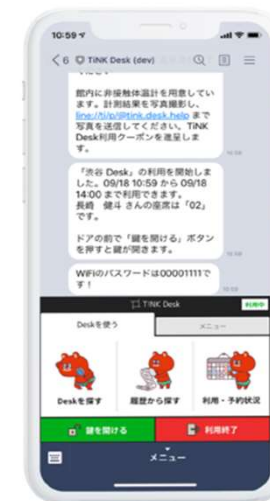 10:59
6 TiNK Desk (dev)
館内に非接触体温計を用意してい
ます。計測結果を写真撮影し、
line://ti/p/@tink.desk.help まで
写真を送信してください。TiNK
Desk利用クーポンを進呈しま
す。
10:59
「渋谷 Desk」の利用を開始しま
した。09/18 10:59 から 09/18
14:00 まで利用できます。
長崎 健斗 さんの座席は「02」
です。
ドアの前で「鍵を開ける」ボタン
を押すと鍵が開きます。
10:59
WiFiのパスワードは00001111で
す!
10:59
TiNK Desk
利用中
Deskを使う
メニュー
Deskを探す
履歴から探す
利用・予約状況
鍵を開ける
利用終了
メニュー